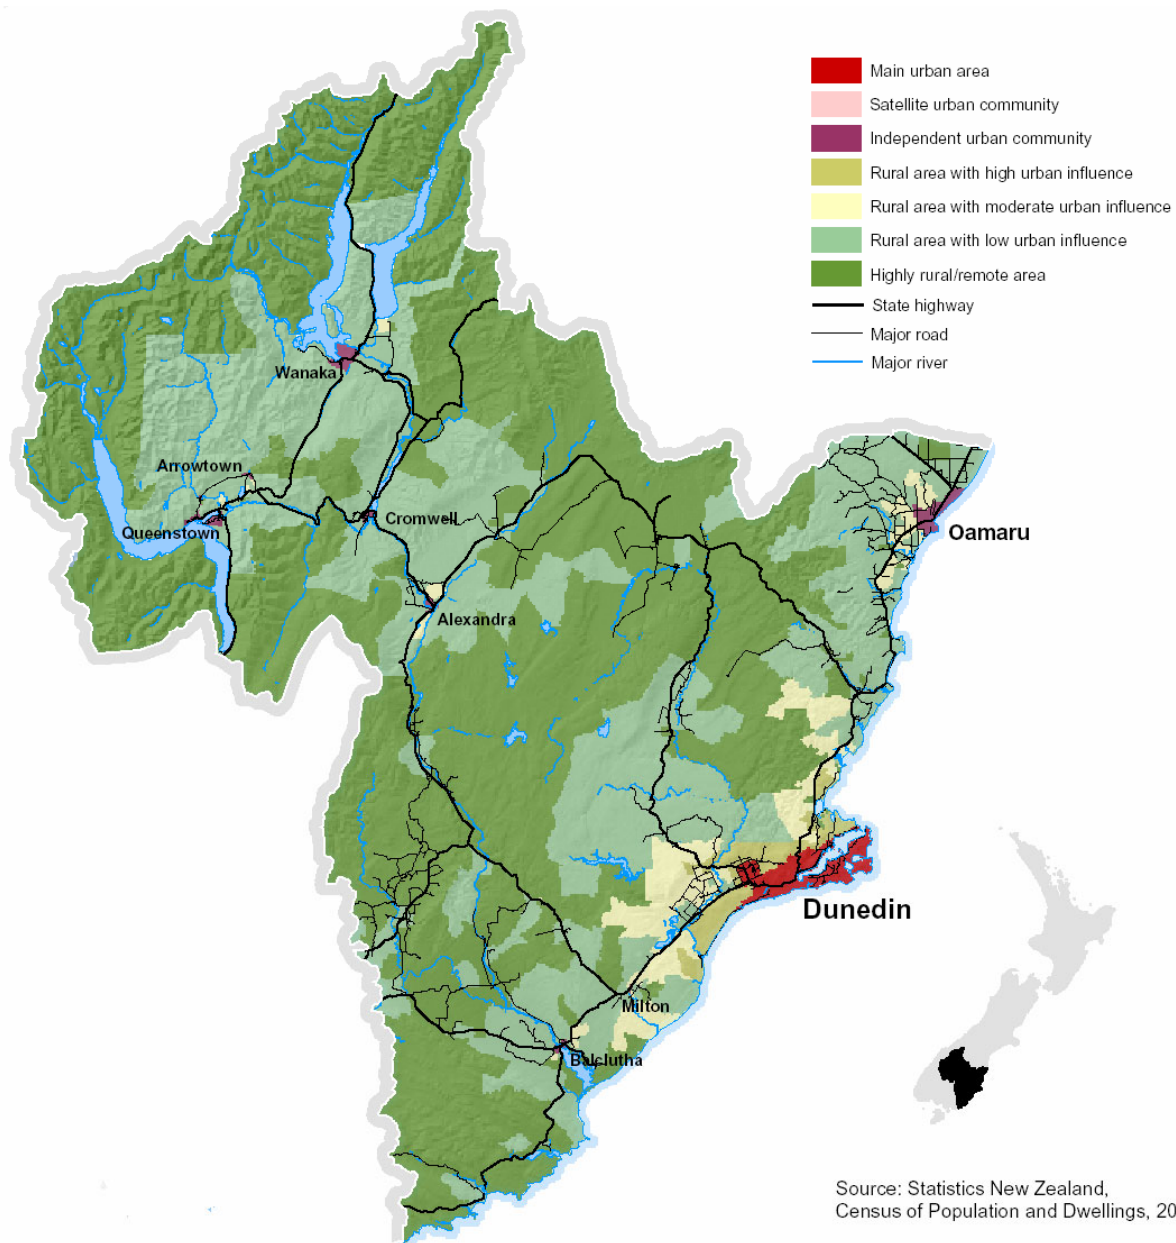 Main urban area
Satellite urban community
Independent urban community
Rural area with high urban influence
Rural area with moderate urban influence
Rural area with low urban influence
Highly rural/remote area
State highway
Major road
Major river
Wanaka
Arrowtown
Queenstown
Cromwell
Oamaru
Alexandra
Dunedin
Milton
Balclutha
Source: Statistics New Zealand,
Census of Population and Dwellings, 20